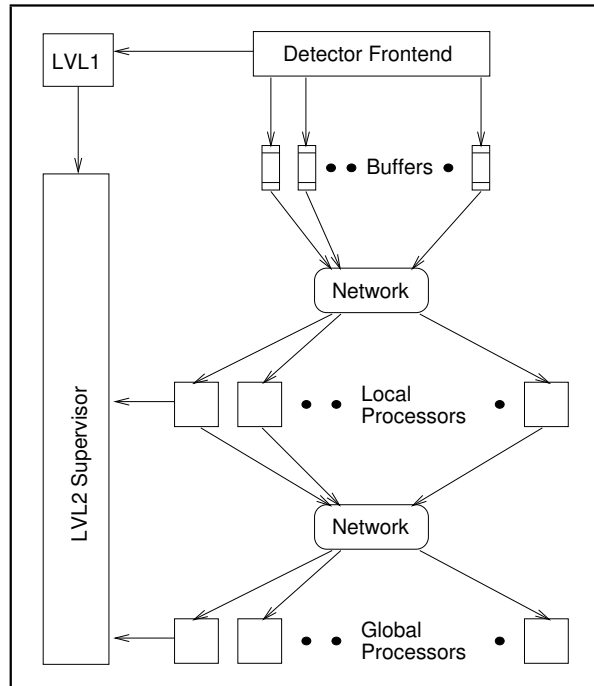 LVL1
Detector Frontend
Buffers
Network
Local
Processors
LVL2 Supervisor
Network
Global
Processors